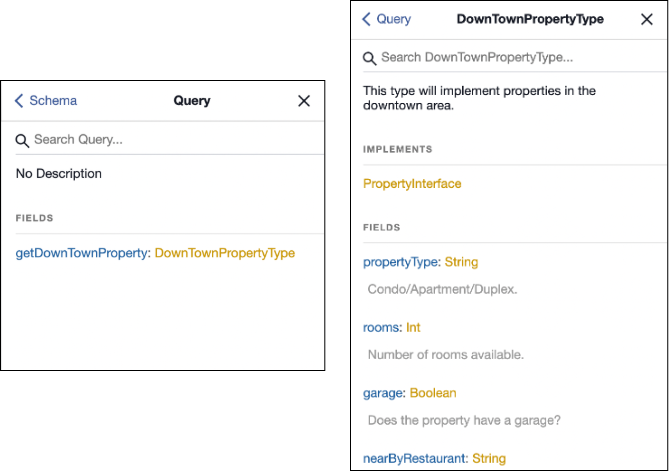 Schema
Query
Search Query...
No Description
FIELDS
getDownTownProperty: DownTownPropertyType
Query
DownTownPropertyType
Search DownTownPropertyType...
This type will implement properties in the
downtown area.
IMPLEMENTS
PropertyInterface
FIELDS
propertyType: String
Condo/Apartment/Duplex.
rooms: Int
Number of rooms available.
garage: Boolean
Does the property have a garage?
nearByRestaurant: String